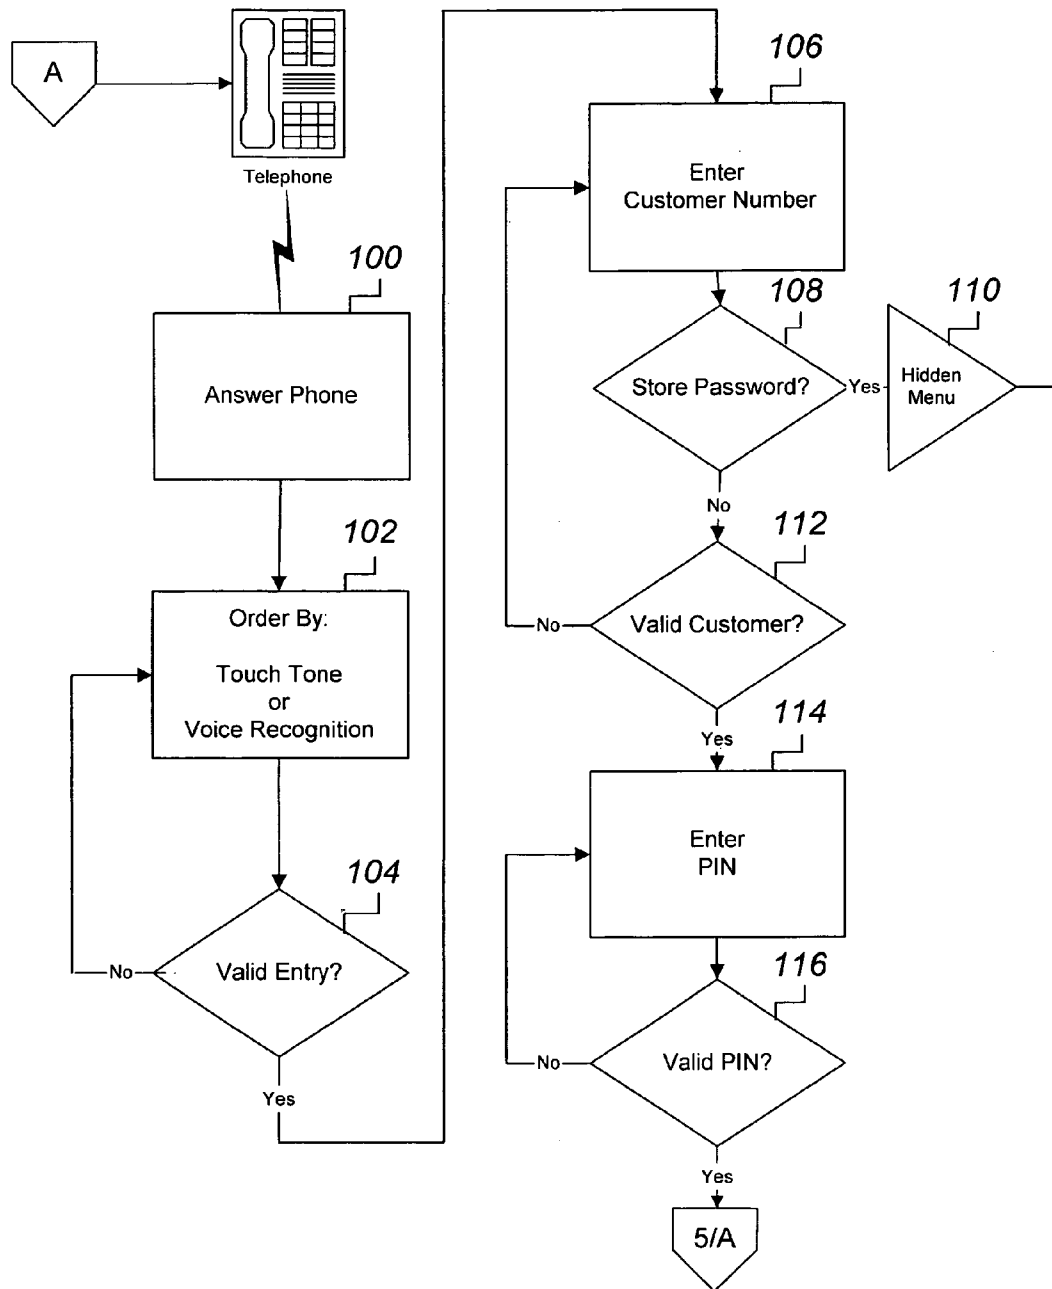 A
Telephone
100
Answer Phone
102
Order By:
Touch Tone
or
Voice Recognition
104
Valid Entry?
No
Yes
106
Enter
Customer Number
108
Store Password?
Yes
110
Hidden
Menu
No
112
Valid Customer?
No
Yes
114
Enter
PIN
116
Valid PIN?
No
Yes
5/A